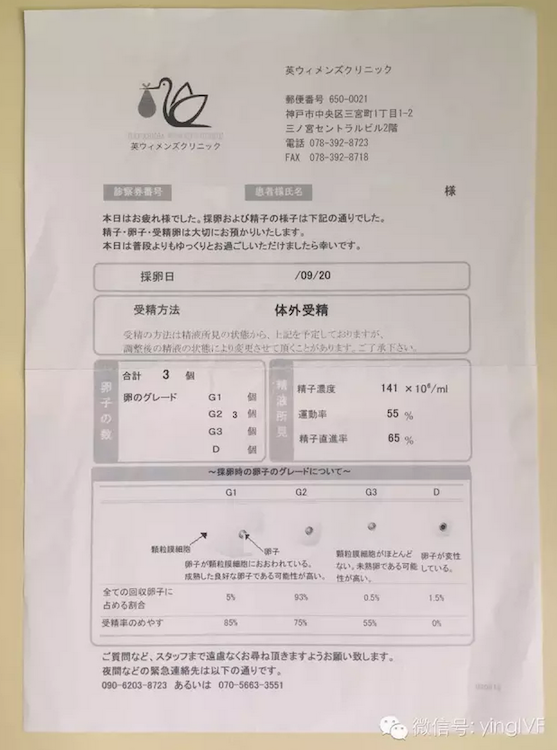 英ウィメンズクリニック
英ウィメンズクリニック
郵便番号 650-0021
神戸市中央区三宮町1丁目1-2
三ノ宮セントラルビル2階
電話 078-392-8723
FAX 078-392-8718
診察券番号 患者様氏名 様
本日はお疲れ様でした。採卵および精子の様子は下記の通りでした。
精子・卵子・受精卵は大切にお預かりいたします。
本日は普段よりもゆっくりとお過ごしいただけましたら幸いです。
採卵日 /09/20
受精方法 体外受精
受精の方法は精液所見の状態から、上記を予定しておりますが、
調整後の精液の状態により変更させて頂くことがあります。ご了承下さい。
卵子の数
合計 3 個
卵のグレード G1 個
G2 3 個
G3 個
D 個
精液所見
精子濃度 141 ×10⁶/ml
運動率 55 %
精子直進率 65 %
～採卵時の卵子のグレードについて～
G1 G2 G3 D
顆粒膜細胞 卵子
卵子が顆粒膜細胞におおわれている。
成熟した良好な卵子である可能性が高い。
顆粒膜細胞がほとんど
ない。未熟卵である可能
性が高い。
卵子が変性
している。
全ての回収卵子に
占める割合 5% 93% 0.5% 1.5%
受精率のめやす 85% 75% 55% 0%
ご質問など、スタッフまで遠慮なくお尋ね頂きますようお願い致します。
夜間などの緊急連絡先は以下の通りです。
090-6203-8723 あるいは 070-5663-3551
微信号: yingIVF